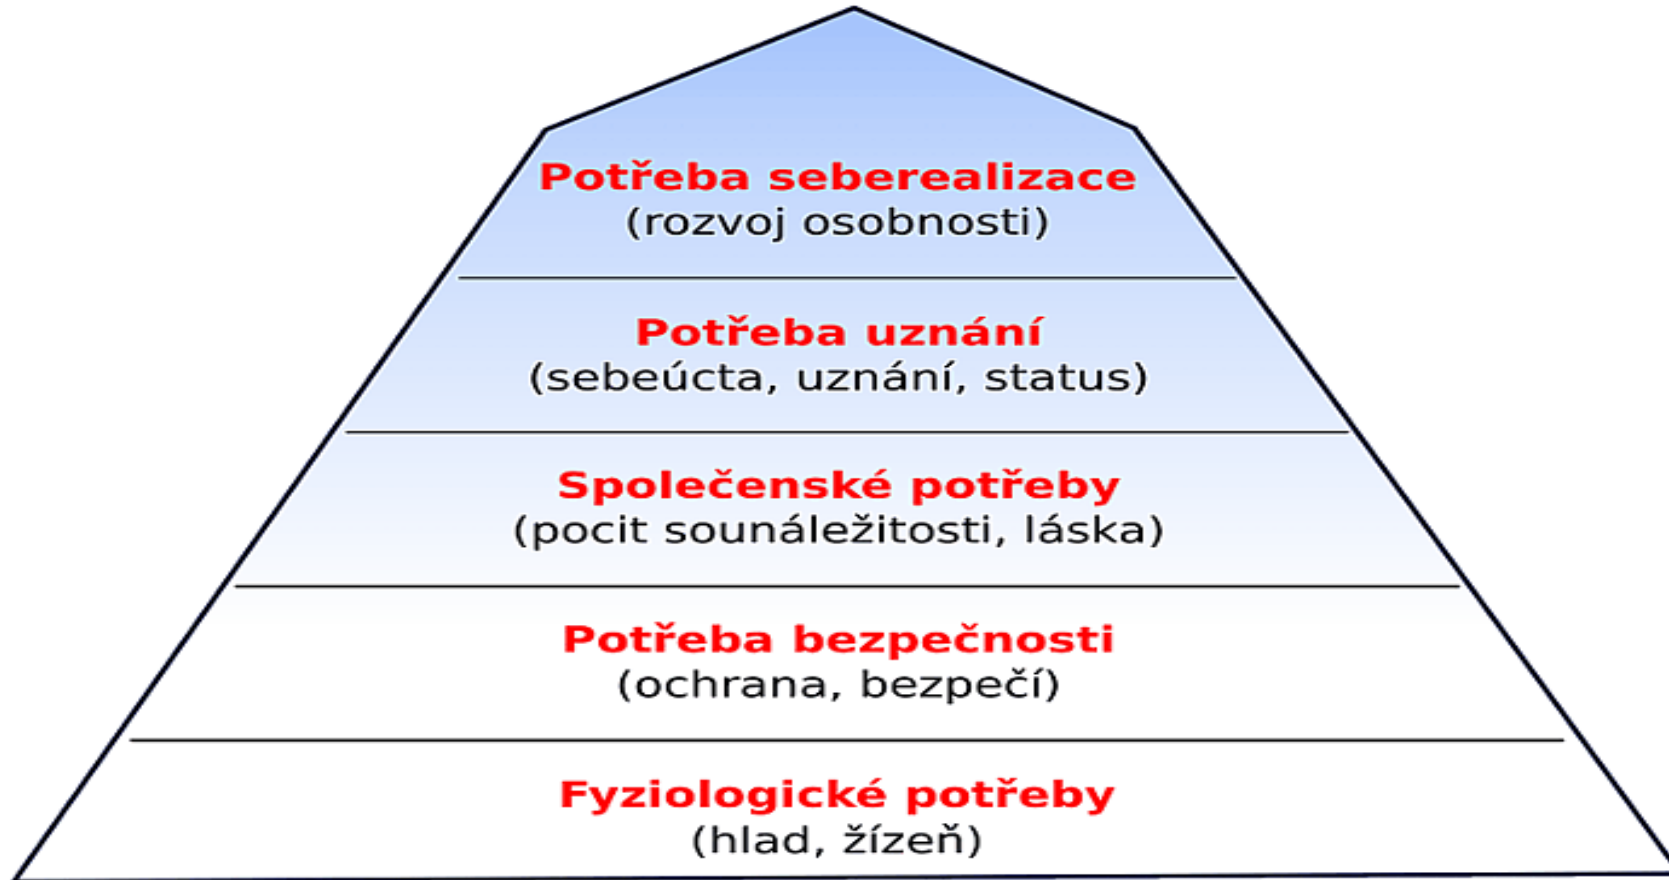 Potřeba seberealizace
(rozvoj osobnosti)
Potřeba uznání
(sebeúcta, uznání, status)
Společenské potřeby
(pocit sounáležitosti, láska)
Potřeba bezpečnosti
(ochrana, bezpečí)
Fyziologické potřeby
(hlad, žízeň)